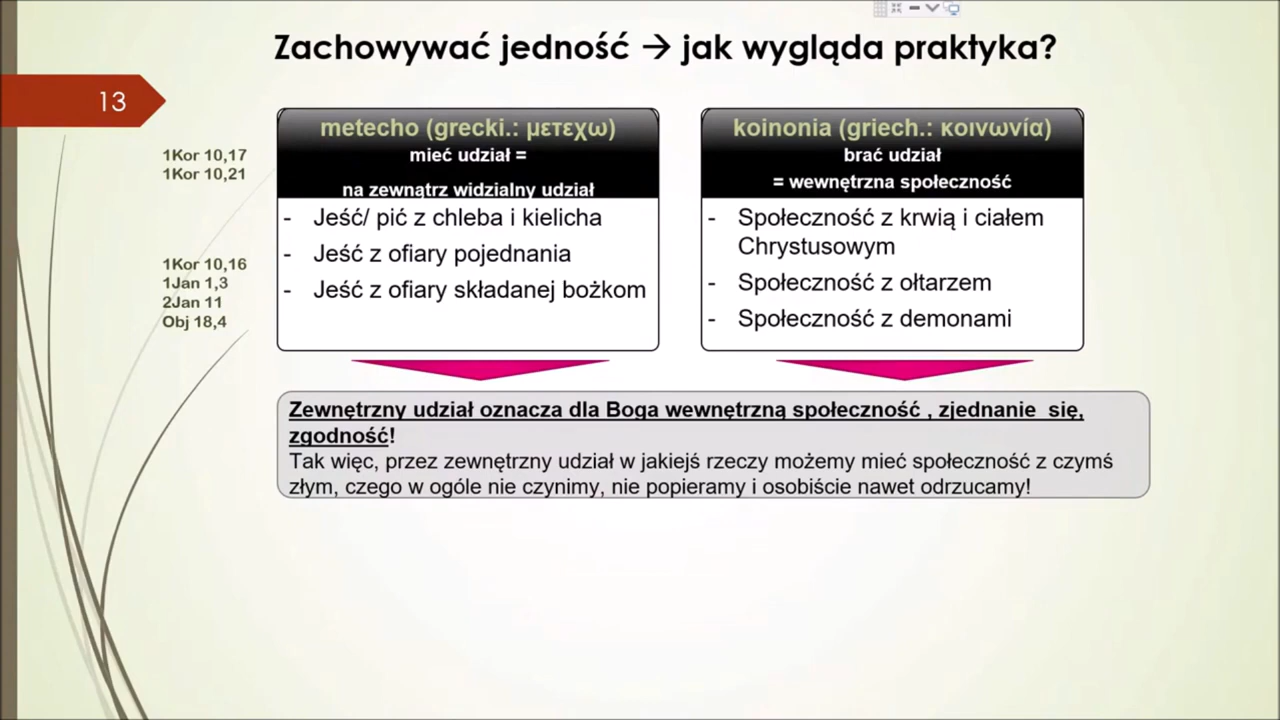 Zachowywać jedność → jak wygląda praktyka?
13
1Kor 10,17
1Kor 10,21
1Kor 10,16
1Jan 1,3
2Jan 11
Obj 18,4
metecho (grecki.: μετεχω)
mieć udział =
na zewnątrz widzialny udział
- Jeść/ pić z chleba i kielicha
- Jeść z ofiary pojednania
- Jeść z ofiary składanej bożkom
koinonia (griech.: κοινωνία)
brać udział
= wewnętrzna społeczność
- Społeczność z krwią i ciałem
Chrystusowym
- Społeczność z ołtarzem
- Społeczność z demonami
Zewnętrzny udział oznacza dla Boga wewnętrzną społeczność , zjednanie się,
zgodność!
Tak więc, przez zewnętrzny udział w jakiejś rzeczy możemy mieć społeczność z czymś
złym, czego w ogóle nie czynimy, nie popieramy i osobiście nawet odrzucamy!